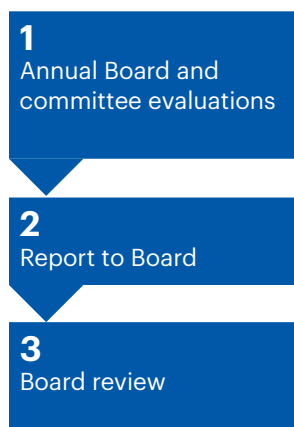 1
Annual Board and
committee evaluations
2
Report to Board
3
Board review